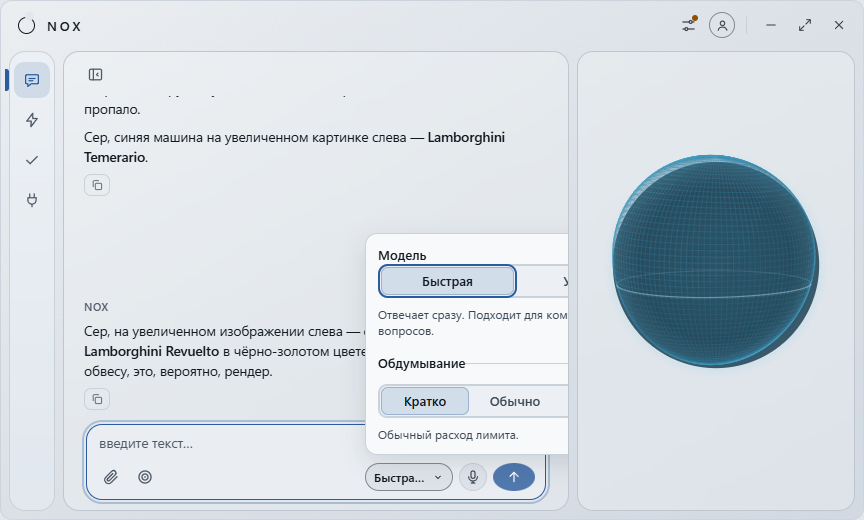 NOX
пропало.
Сер, синяя машина на увеличенном картинке слева — Lamborghini
Temerario.
NOX
Сер, на увеличенном изображении слева —
Lamborghini Revuelto в чёрно-золотом цвете
обвесу, это, вероятно, рендер.
Модель
Быстрая
Отвечает сразу. Подходит для
вопросов.
Обдумывание
Кратко Обычно
Обычный расход лимита.
введите текст...
Быстра...